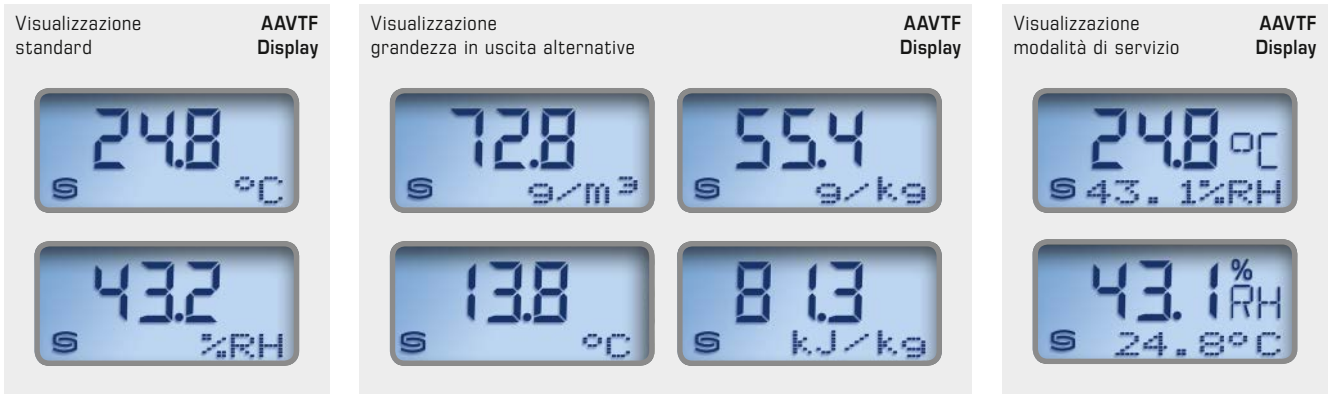 Visualizzazione AAVTF
standard Display
24.8
°C
43.2
%RH
Visualizzazione AAVTF
grandezza in uscita alternative Display
72.8
g/m³
55.4
g/kg
13.8
°C
81.3
kJ/kg
Visualizzazione AAVTF
modalità di servizio Display
24.8 °C
43.1%RH
43.1 % RH
24.8°C